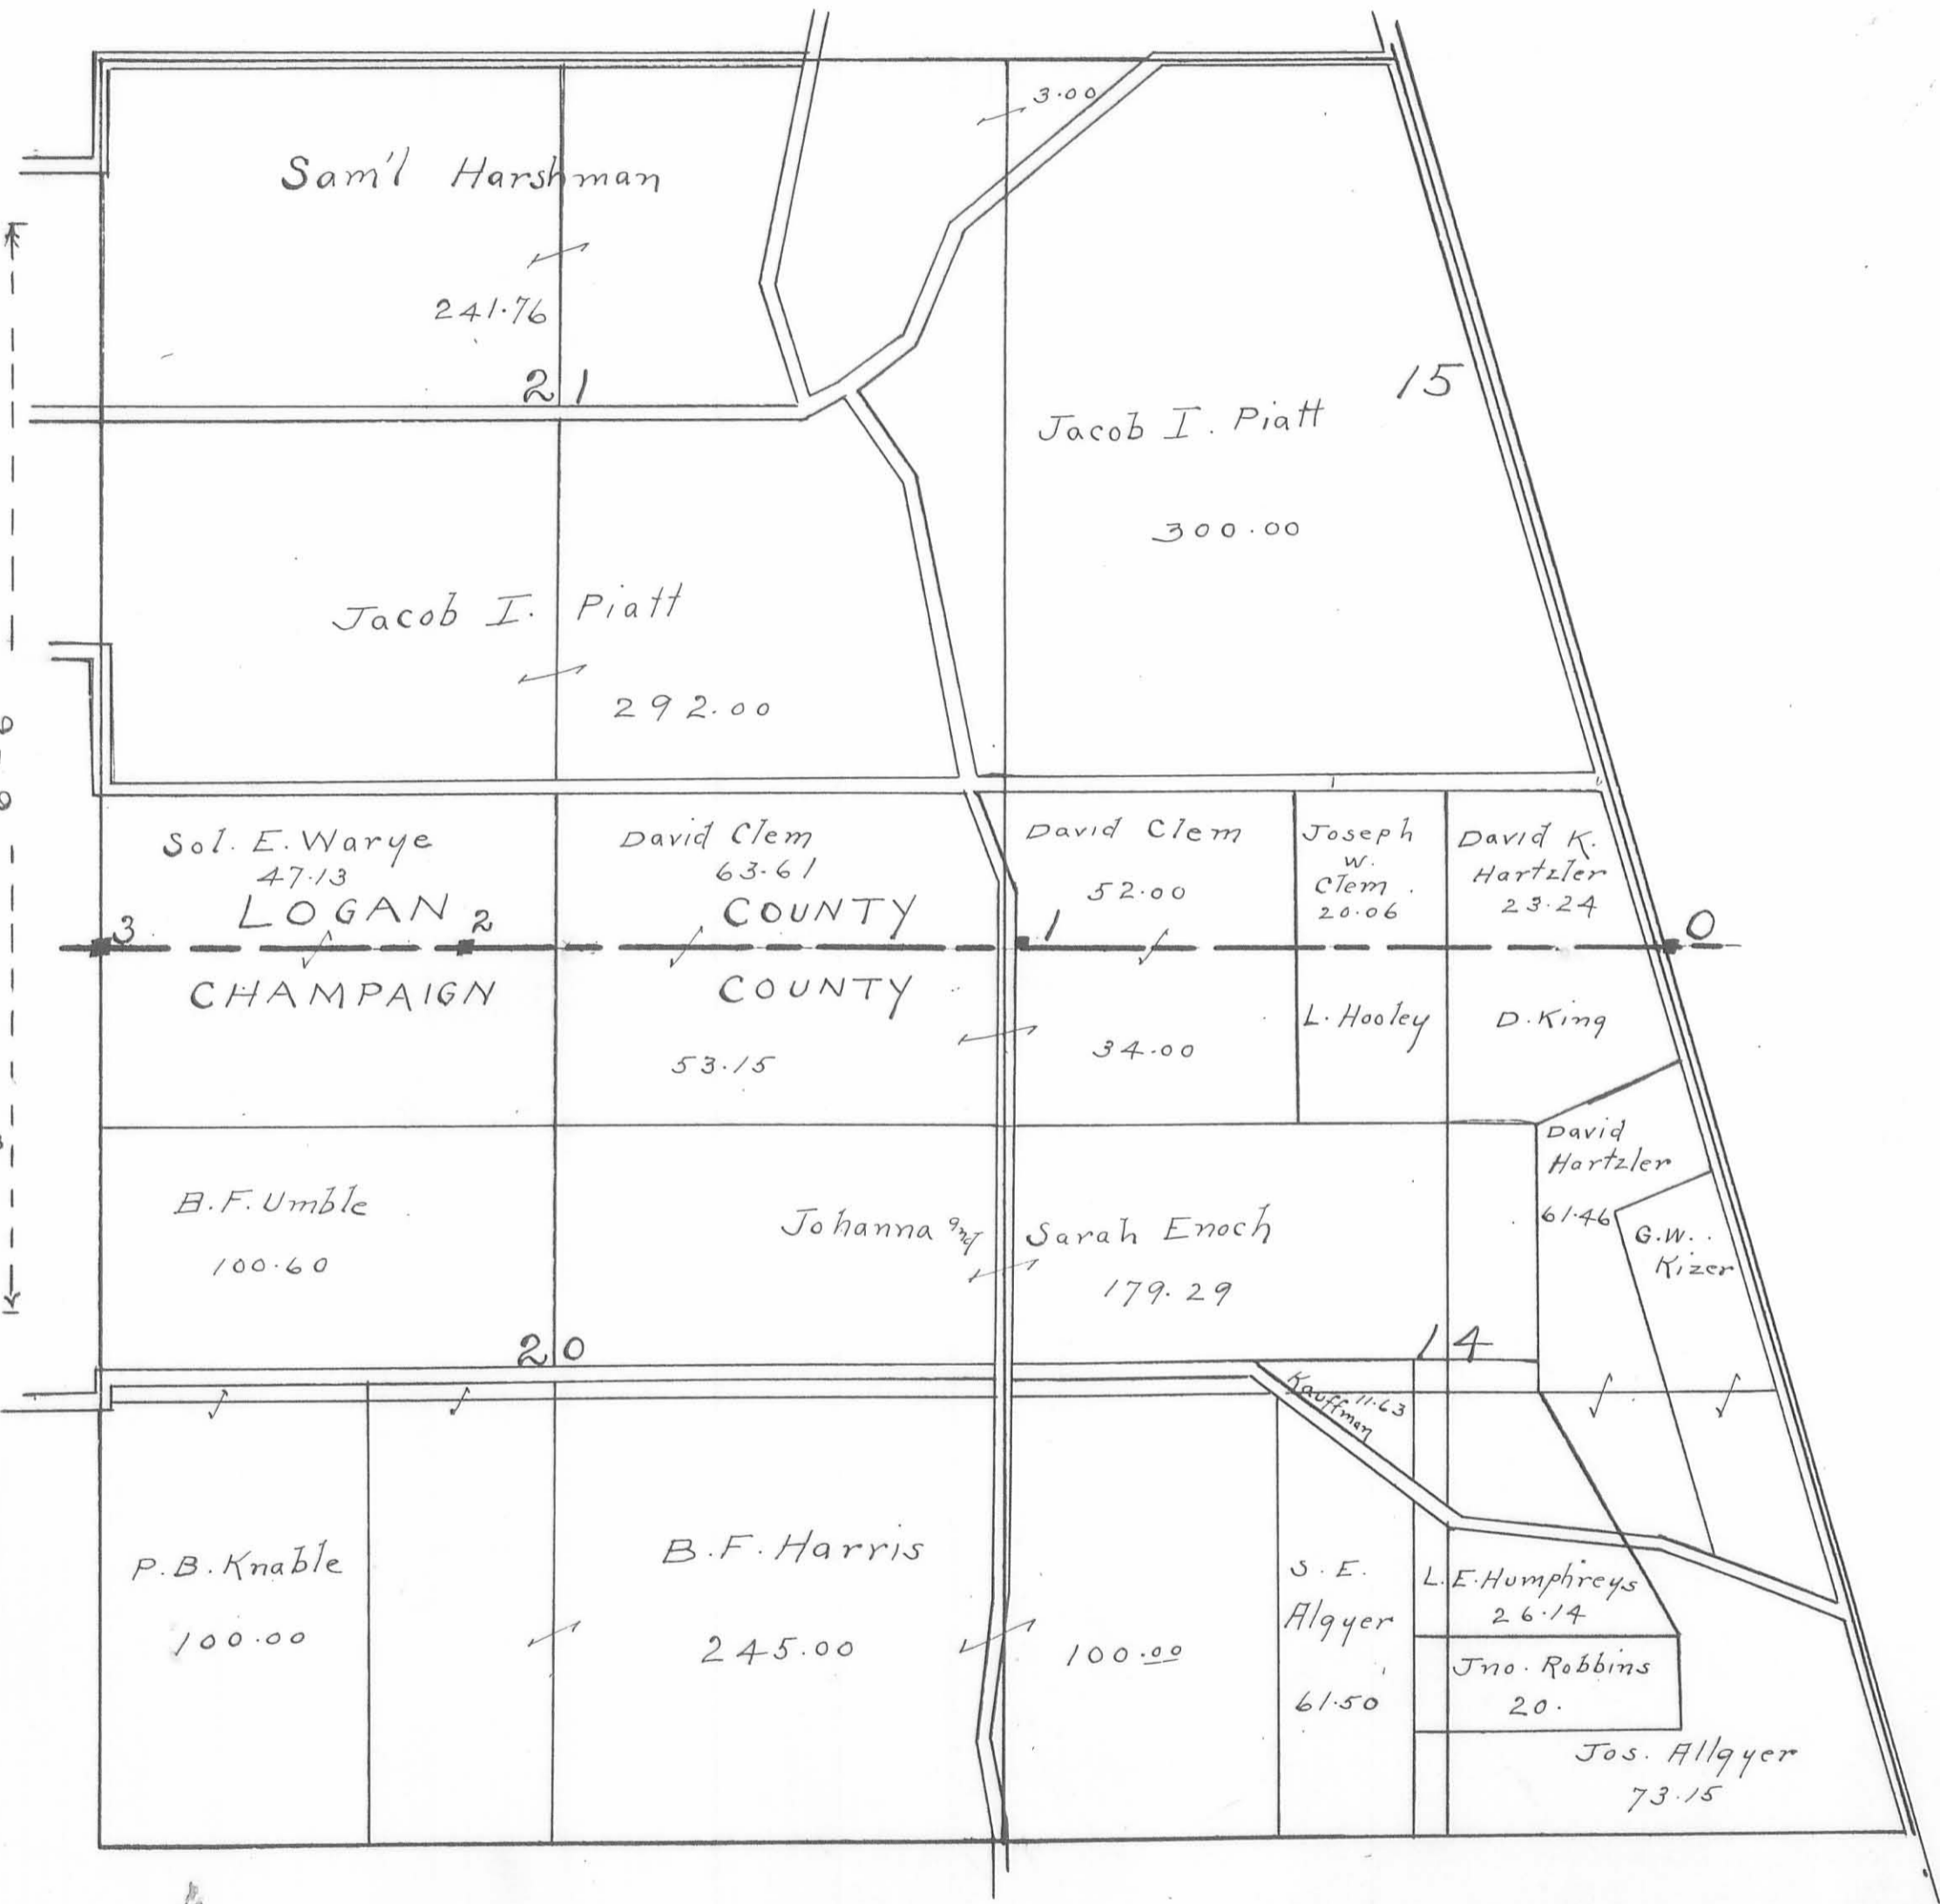 3.00
Sam'l Harshman
241.76
21
15
Jacob I. Piatt
300.00
Jacob I. Piatt
292.00
Sol. E. Warye
47.13
David Clem
63.61
David Clem
52.00
Joseph
W.
Clem
20.06
David K.
Hartzler
23.24
LOGAN COUNTY
3 2 1 0
CHAMPAIGN COUNTY
53.15
34.00
L. Hooley
D. King
David
Hartzler
61.46
G.W.
Kizer
B.F. Umble
100.60
Johanna and Sarah Enoch
179.29
20
14
Kauffman
11.63
P.B. Knable
100.00
B.F. Harris
245.00
100.00
S. E.
Algyer
61.50
L. E. Humphreys
26.14
Jno. Robbins
20.
Jos. Allgyer
73.15